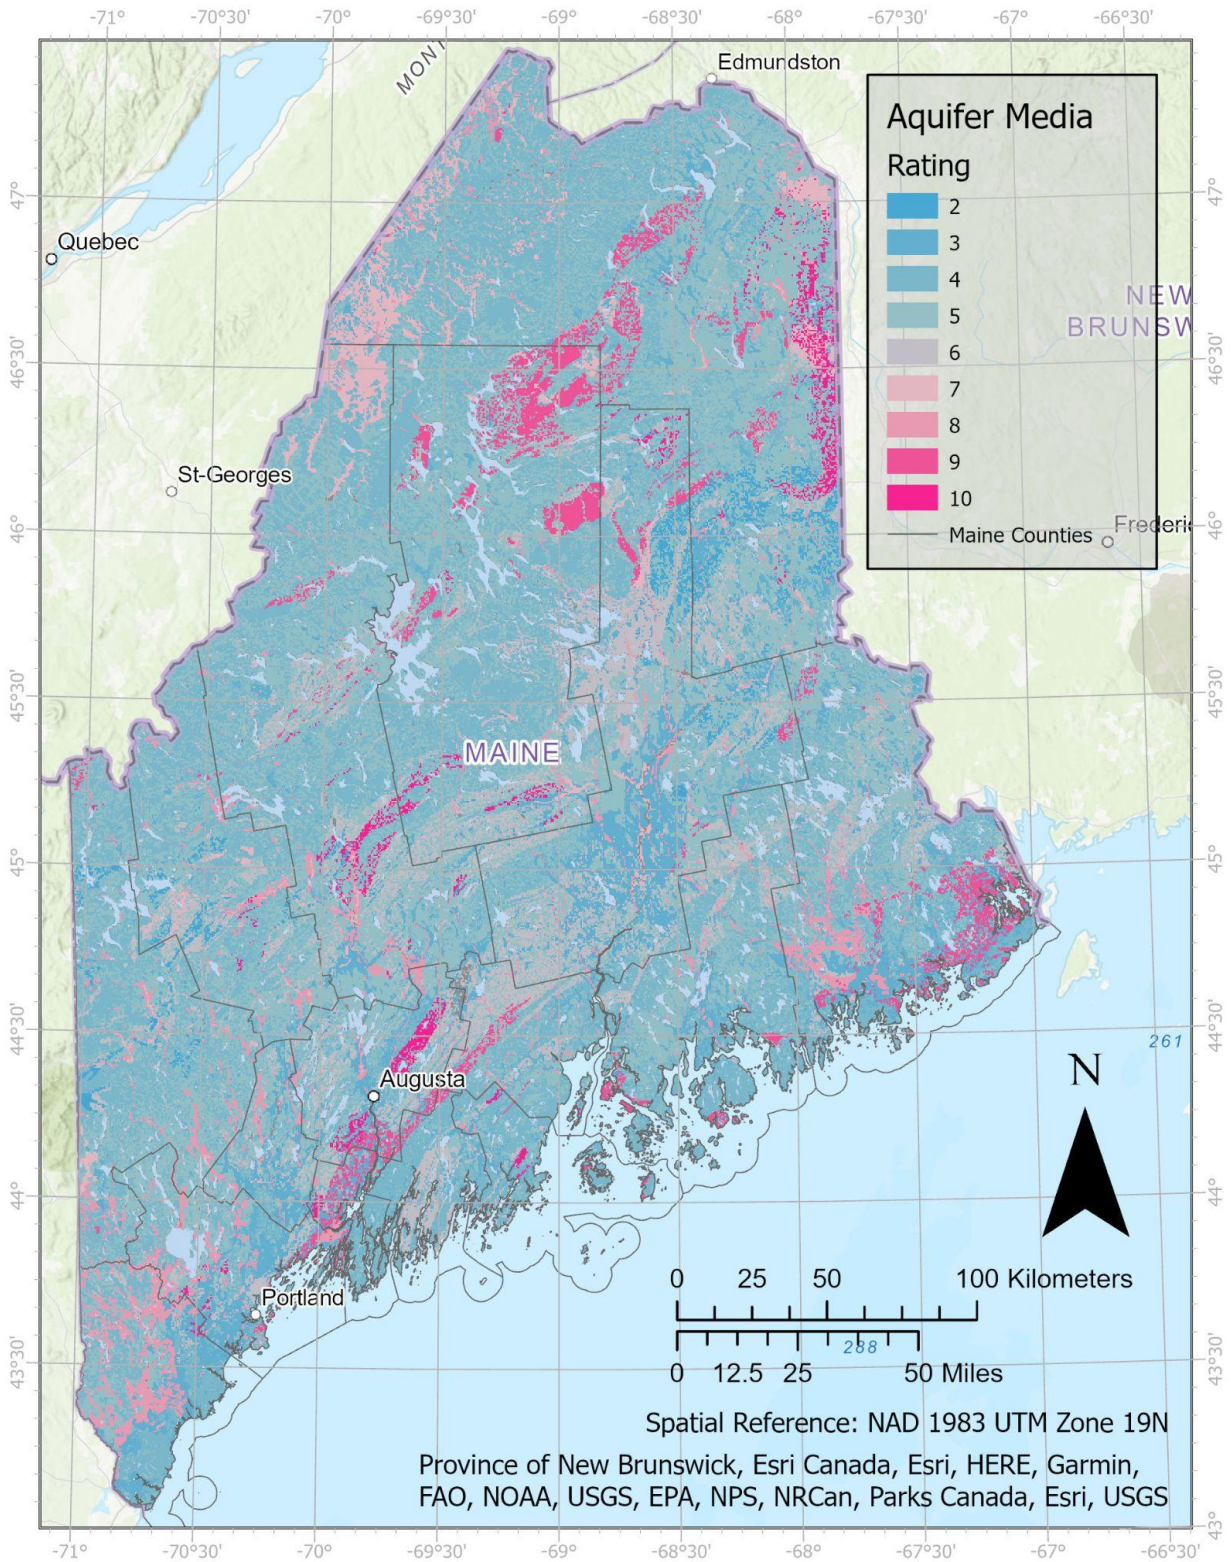 -71° -70°30' -70° -69°30' -69° -68°30' -68° -67°30' -67° -66°30'
MONT
Edmundston
Aquifer Media
Rating
2
3
4
5
6
7
8
9
10
Maine Counties
47°
47°
Quebec
NEW
BRUNSW
46°30'
46°30'
St-Georges
46°
46°
Frederic
45°30'
45°30'
MAINE
45°
45°
44°30'
44°30'
261
Augusta
N
44°
44°
0 25 50 100 Kilometers
Portland
288
0 12.5 25 50 Miles
43°30'
43°30'
Spatial Reference: NAD 1983 UTM Zone 19N
Province of New Brunswick, Esri Canada, Esri, HERE, Garmin,
FAO, NOAA, USGS, EPA, NPS, NRCan, Parks Canada, Esri, USGS
43°
-71° -70°30' -70° -69°30' -69° -68°30' -68° -67°30' -67° -66°30'